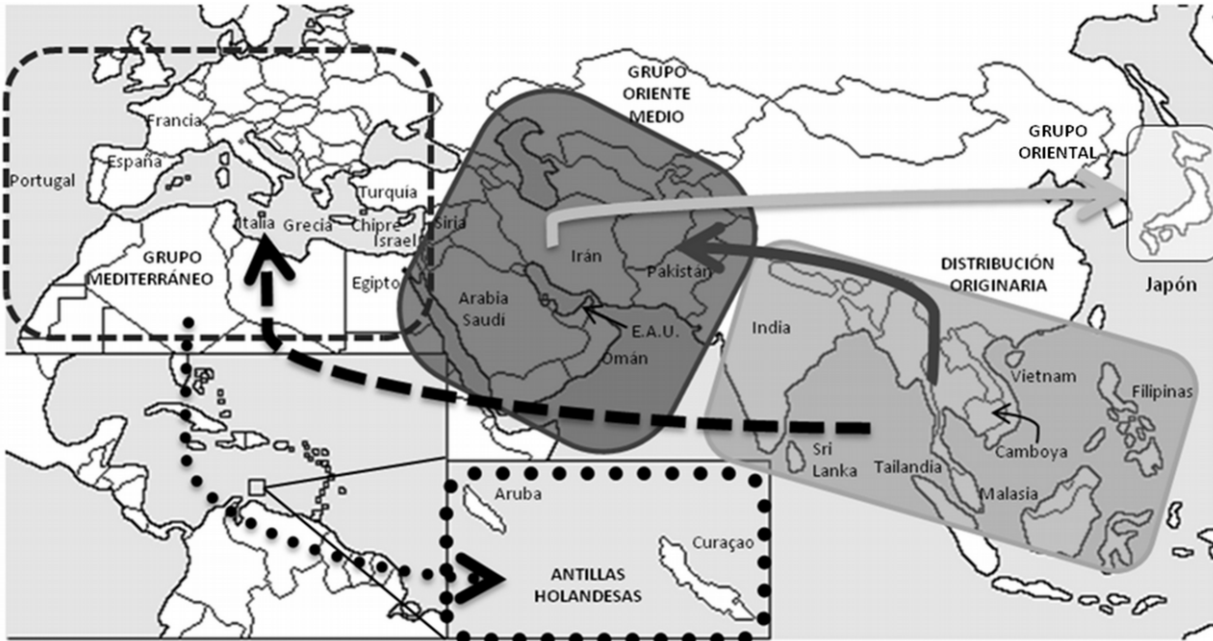 GRUPO
ORIENTE
MEDIO
GRUPO
ORIENTAL
Francia
España
Portugal
Turquía
Italia
Grecia
Chipre
Siria
Israel
GRUPO
MEDITERRÁNEO
Egipto
Irán
Pakistán
Arabia
Saudí
E.A.U.
Omán
DISTRIBUCIÓN
ORIGINARIA
Japón
India
Vietnam
Filipinas
Sri
Lanka
Tailandia
Camboya
Malasia
Aruba
Curaçao
ANTILLAS
HOLANDESAS